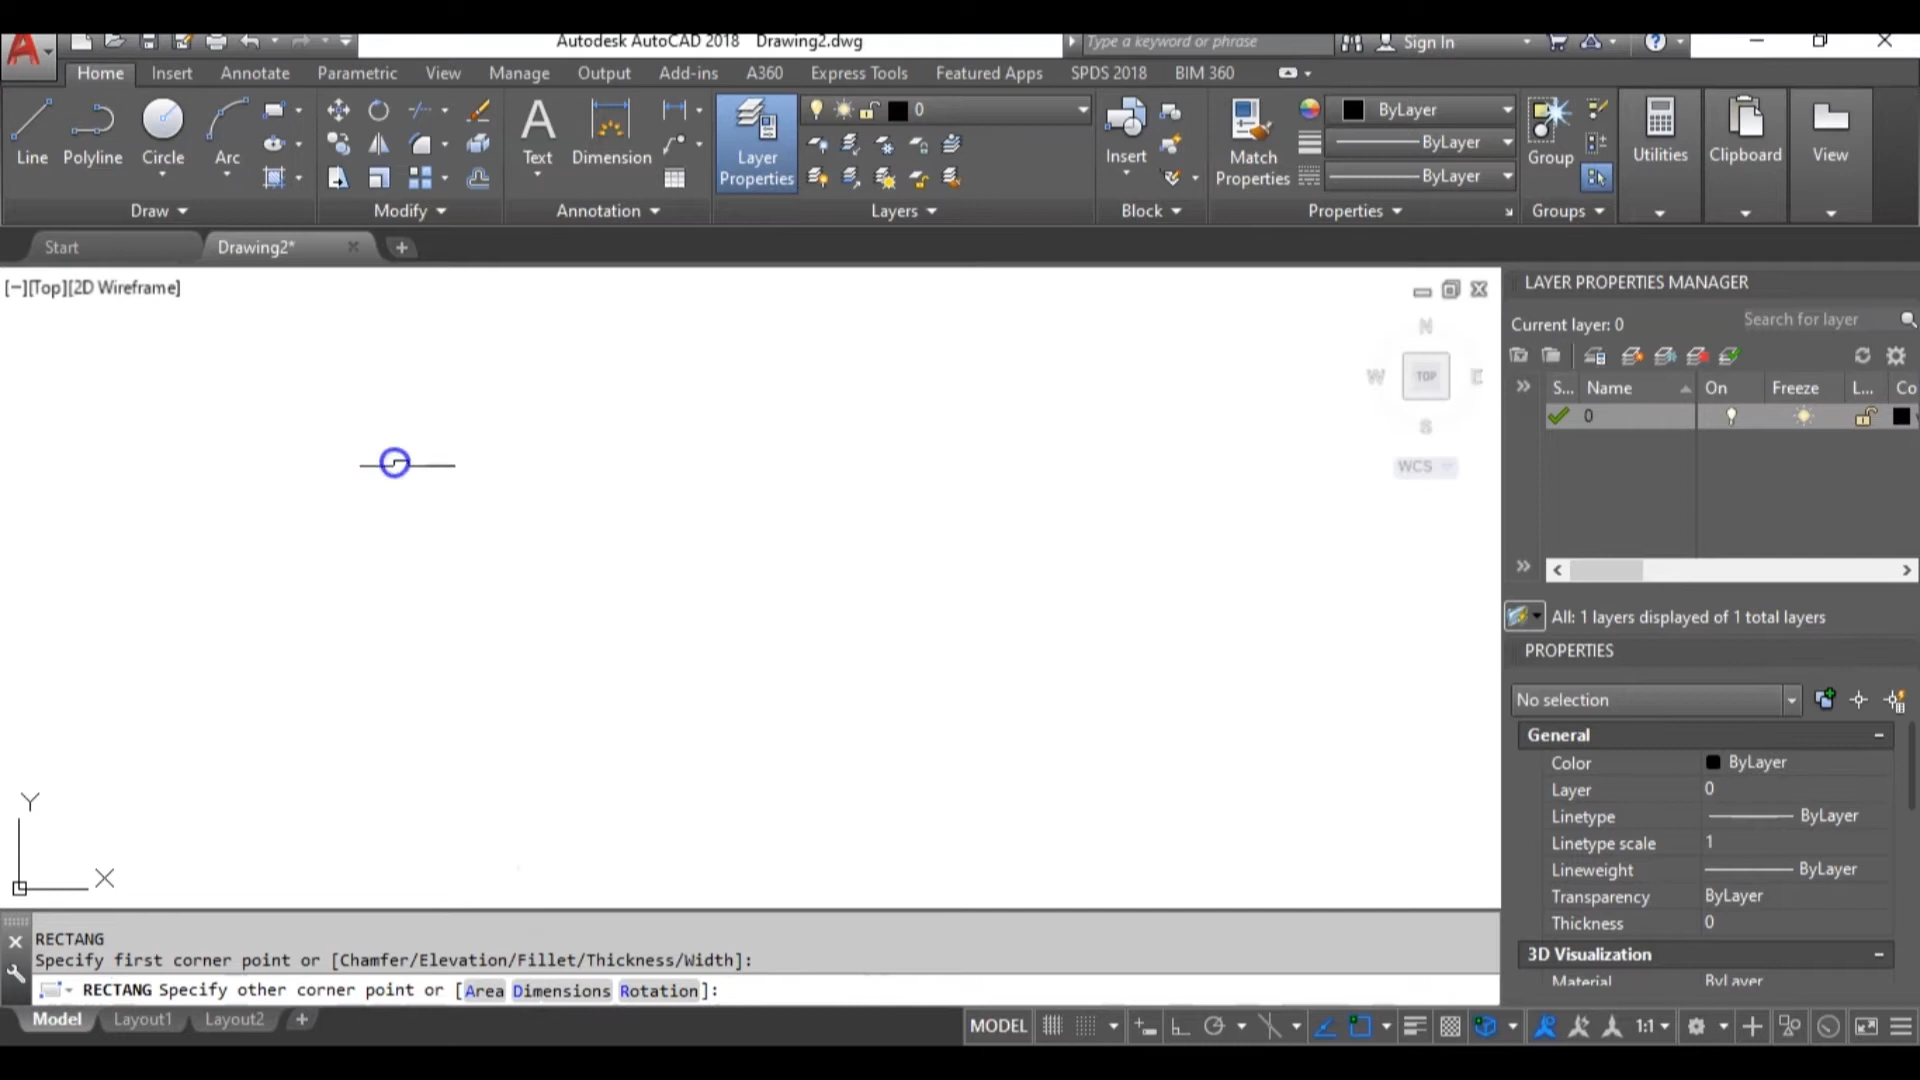 Autodesk AutoCAD 2018 Drawing2.dwg
Type a keyword or phrase
Sign In
Home Insert Annotate Parametric View Manage Output Add-ins A360 Express Tools Featured Apps SPDS 2018 BIM 360
0
ByLayer
ByLayer
ByLayer
Line Polyline Circle Arc
Text Dimension
Layer Properties
Insert
Match Properties
Group
Utilities Clipboard View
Draw Modify Annotation Layers Block Properties Groups
Start Drawing2*
[−][Top][2D Wireframe]
N
W TOP E
S
WCS
Y
X
LAYER PROPERTIES MANAGER
Current layer: 0
Search for layer
S... Name On Freeze L... Co
0
All: 1 layers displayed of 1 total layers
PROPERTIES
No selection
General
Color ByLayer
Layer 0
Linetype ByLayer
Linetype scale 1
Lineweight ByLayer
Transparency ByLayer
Thickness 0
3D Visualization
Material ByLayer
RECTANG
Specify first corner point or [Chamfer/Elevation/Fillet/Thickness/Width]:
RECTANG Specify other corner point or [Area Dimensions Rotation]:
Model Layout1 Layout2
MODEL
1:1